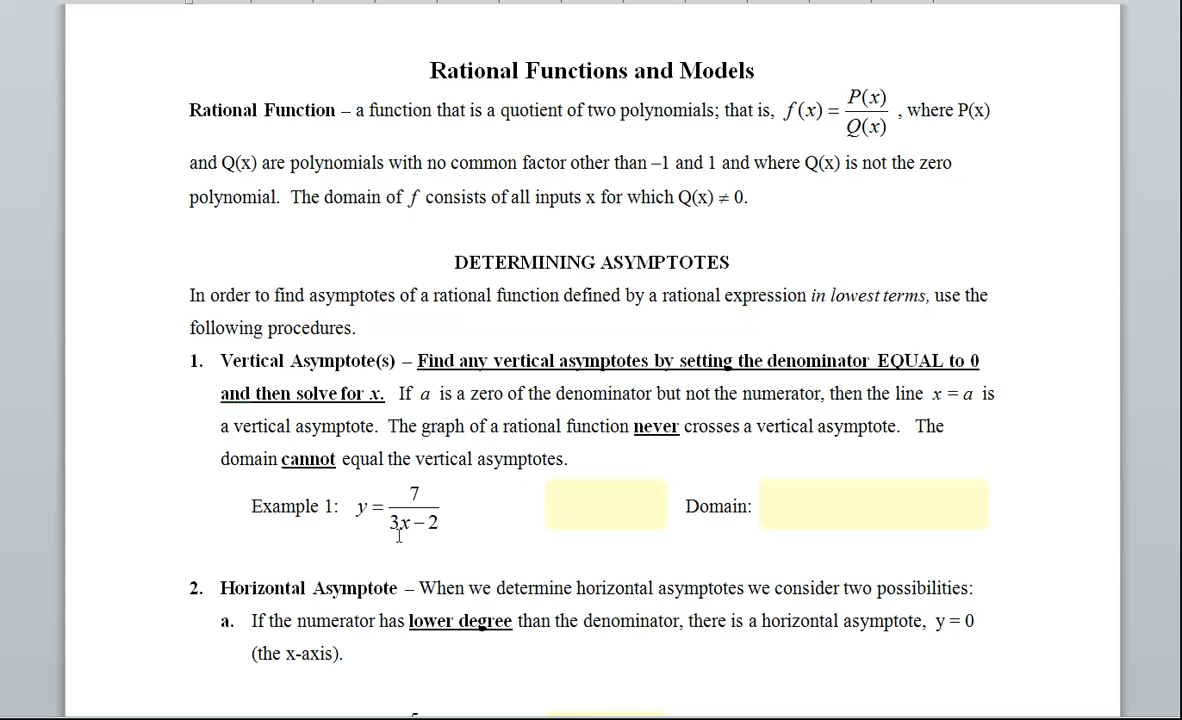 Rational Functions and Models
Rational Function – a function that is a quotient of two polynomials; that is, f(x) = P(x)/Q(x) , where P(x)
and Q(x) are polynomials with no common factor other than –1 and 1 and where Q(x) is not the zero
polynomial. The domain of f consists of all inputs x for which Q(x) ≠ 0.
DETERMINING ASYMPTOTES
In order to find asymptotes of a rational function defined by a rational expression in lowest terms, use the
following procedures.
1. Vertical Asymptote(s) – Find any vertical asymptotes by setting the denominator EQUAL to 0
and then solve for x. If a is a zero of the denominator but not the numerator, then the line x = a is
a vertical asymptote. The graph of a rational function never crosses a vertical asymptote. The
domain cannot equal the vertical asymptotes.
Example 1: y = 7/(3x – 2) Domain:
2. Horizontal Asymptote – When we determine horizontal asymptotes we consider two possibilities:
a. If the numerator has lower degree than the denominator, there is a horizontal asymptote, y = 0
(the x-axis).